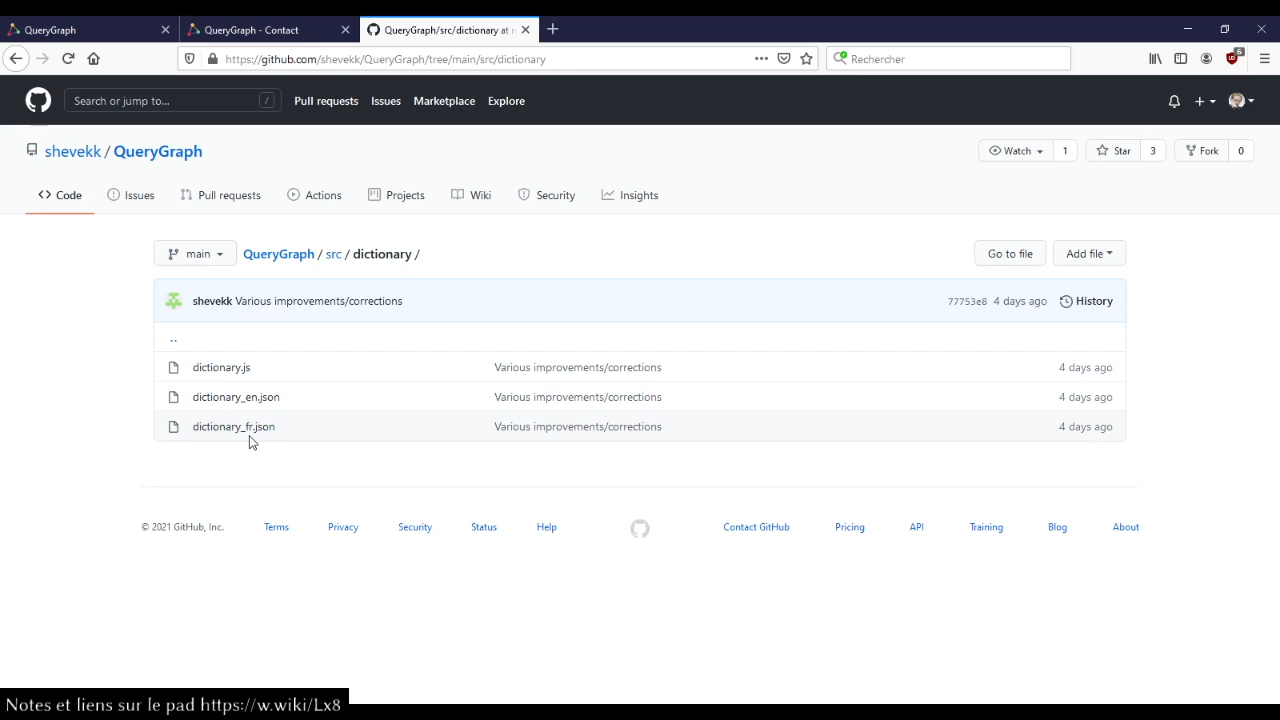 QueryGraph
QueryGraph - Contact
QueryGraph/src/dictionary at
https://github.com/shevekk/QueryGraph/tree/main/src/dictionary
Rechercher
6
Search or jump to...
/
Pull requests
Issues
Marketplace
Explore
shevekk / QueryGraph
Watch 1
Star 3
Fork 0
Code
Issues
Pull requests
Actions
Projects
Wiki
Security
Insights
main
QueryGraph / src / dictionary /
Go to file
Add file
shevekk Various improvements/corrections
77753e8 4 days ago
History
..
dictionary.js Various improvements/corrections 4 days ago
dictionary_en.json Various improvements/corrections 4 days ago
dictionary_fr.json Various improvements/corrections 4 days ago
© 2021 GitHub, Inc.
Terms
Privacy
Security
Status
Help
Contact GitHub
Pricing
API
Training
Blog
About
Notes et liens sur le pad https://w.wiki/Lx8